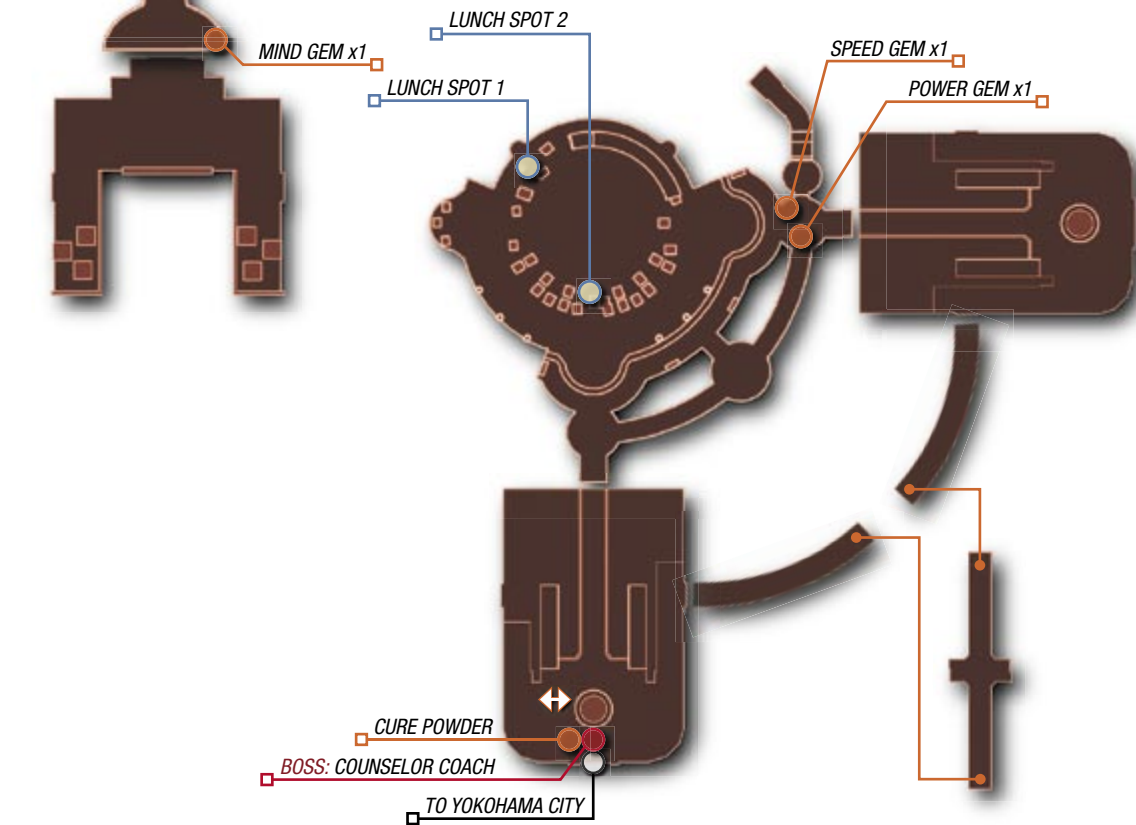 LUNCH SPOT 2
MIND GEM x1
SPEED GEM x1
LUNCH SPOT 1
POWER GEM x1
CURE POWDER
BOSS: COUNSELOR COACH
TO YOKOHAMA CITY